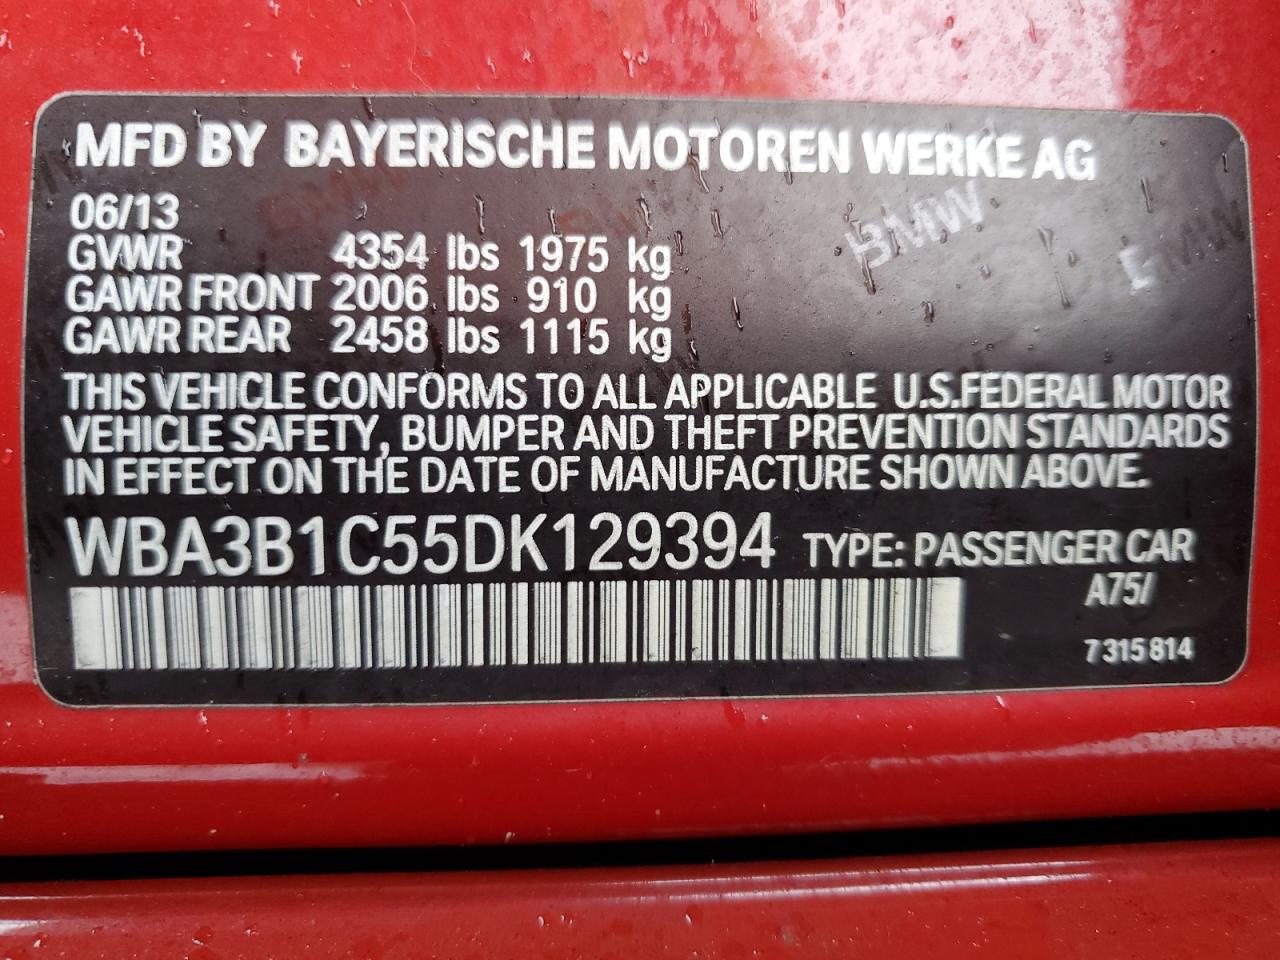 MFD BY BAYERISCHE MOTOREN WERKE AG
06/13
GVWR 4354 lbs 1975 kg
GAWR FRONT 2006 lbs 910 kg
GAWR REAR 2458 lbs 1115 kg
THIS VEHICLE CONFORMS TO ALL APPLICABLE U.S.FEDERAL MOTOR
VEHICLE SAFETY, BUMPER AND THEFT PREVENTION STANDARDS
IN EFFECT ON THE DATE OF MANUFACTURE SHOWN ABOVE.
WBA3B1C55DK129394 TYPE: PASSENGER CAR
A75/
7 315 814
BMW
BMW